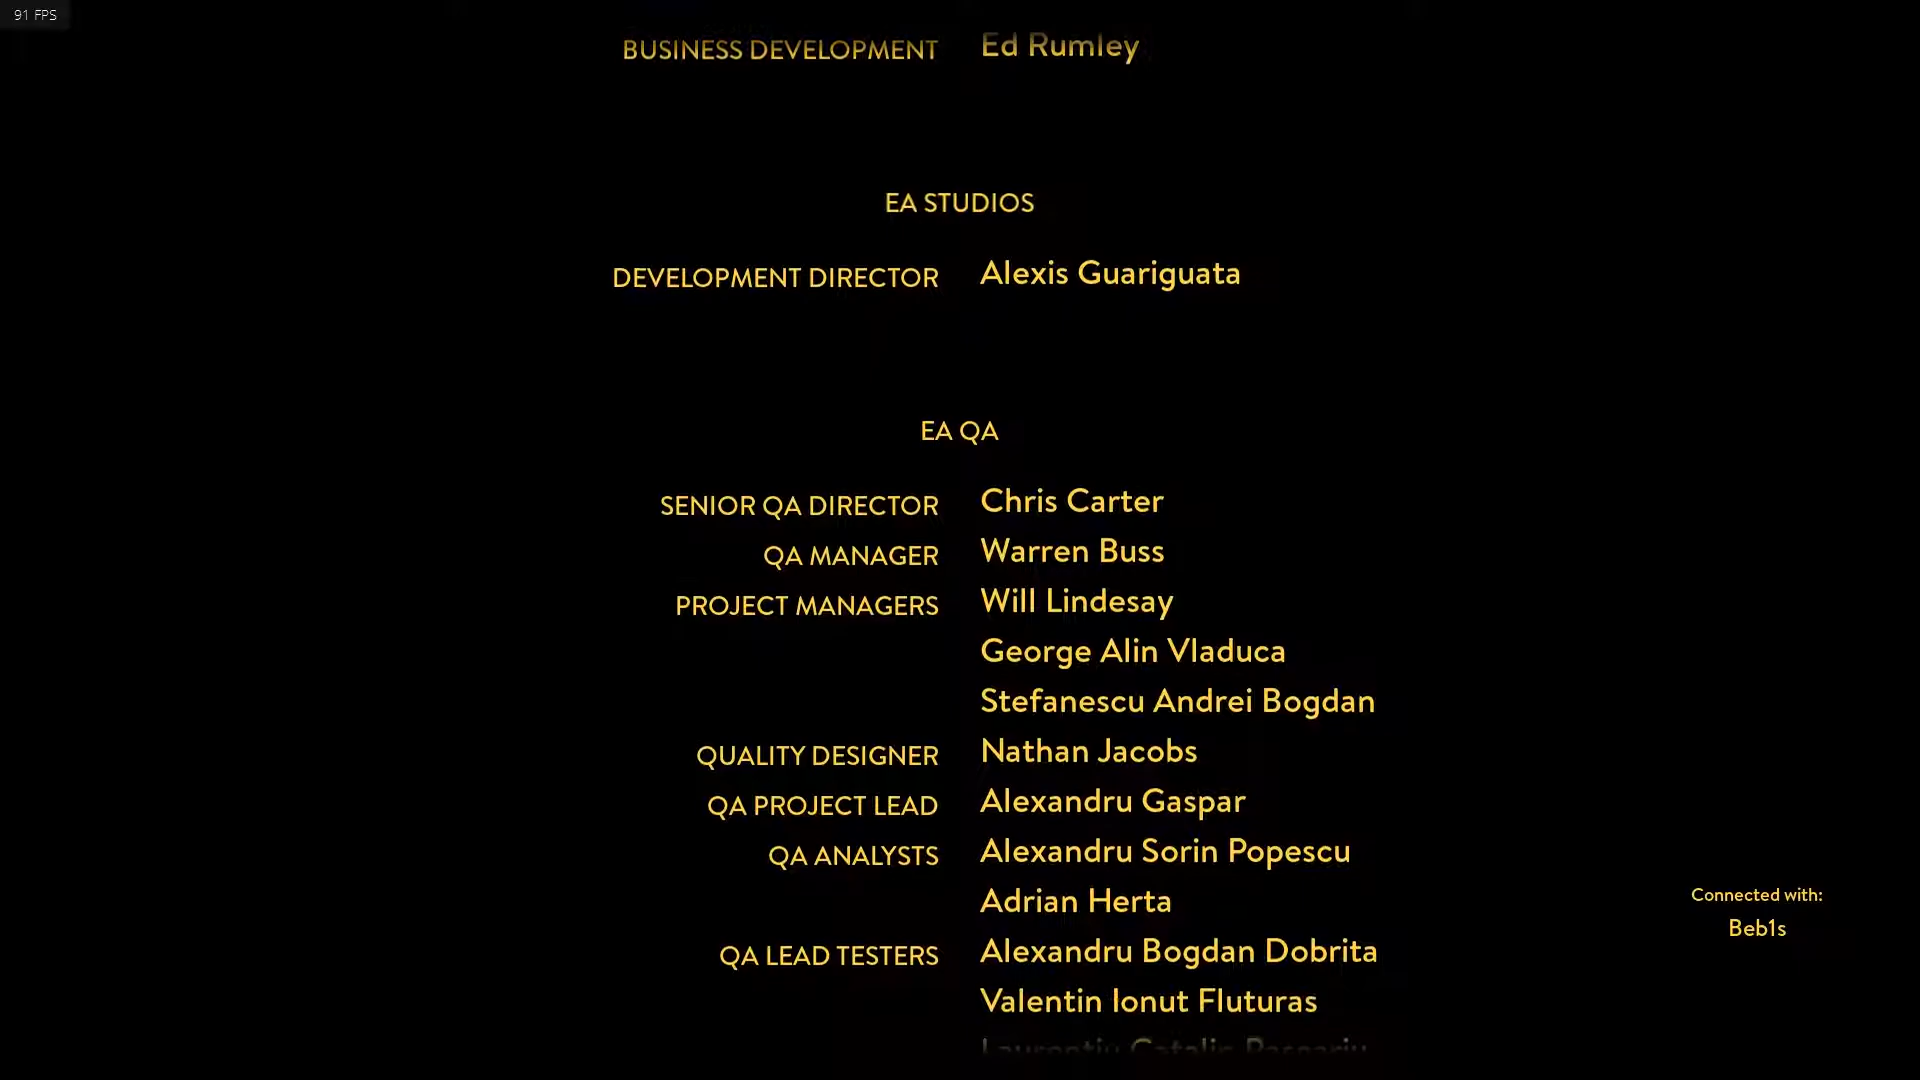 91 FPS
BUSINESS DEVELOPMENT Ed Rumley
EA STUDIOS
DEVELOPMENT DIRECTOR Alexis Guariguata
EA QA
SENIOR QA DIRECTOR Chris Carter
QA MANAGER Warren Buss
PROJECT MANAGERS Will Lindesay
George Alin Vladuca
Stefanescu Andrei Bogdan
QUALITY DESIGNER Nathan Jacobs
QA PROJECT LEAD Alexandru Gaspar
QA ANALYSTS Alexandru Sorin Popescu
Adrian Herta
QA LEAD TESTERS Alexandru Bogdan Dobrita
Valentin Ionut Fluturas
Laurentiu Catalin
Connected with:
Beb1s